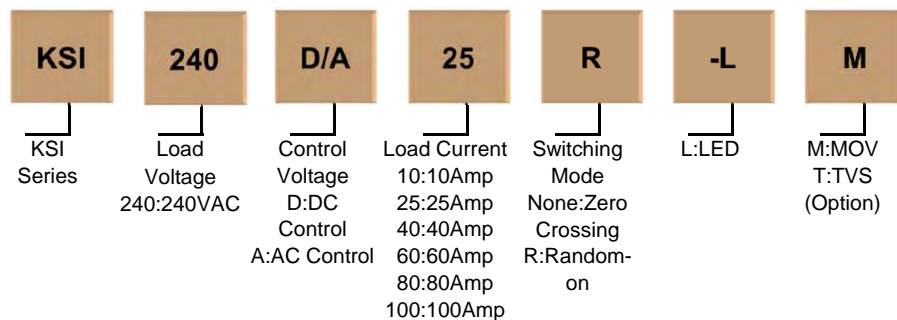 KSI
240
D/A
25
R
-L
M
KSI
Series
Load
Voltage
240:240VAC
Control
Voltage
D:DC
Control
A:AC Control
Load Current
10:10Amp
25:25Amp
40:40Amp
60:60Amp
80:80Amp
100:100Amp
Switching
Mode
None:Zero
Crossing
R:Random-
on
L:LED
M:MOV
T:TVS
(Option)